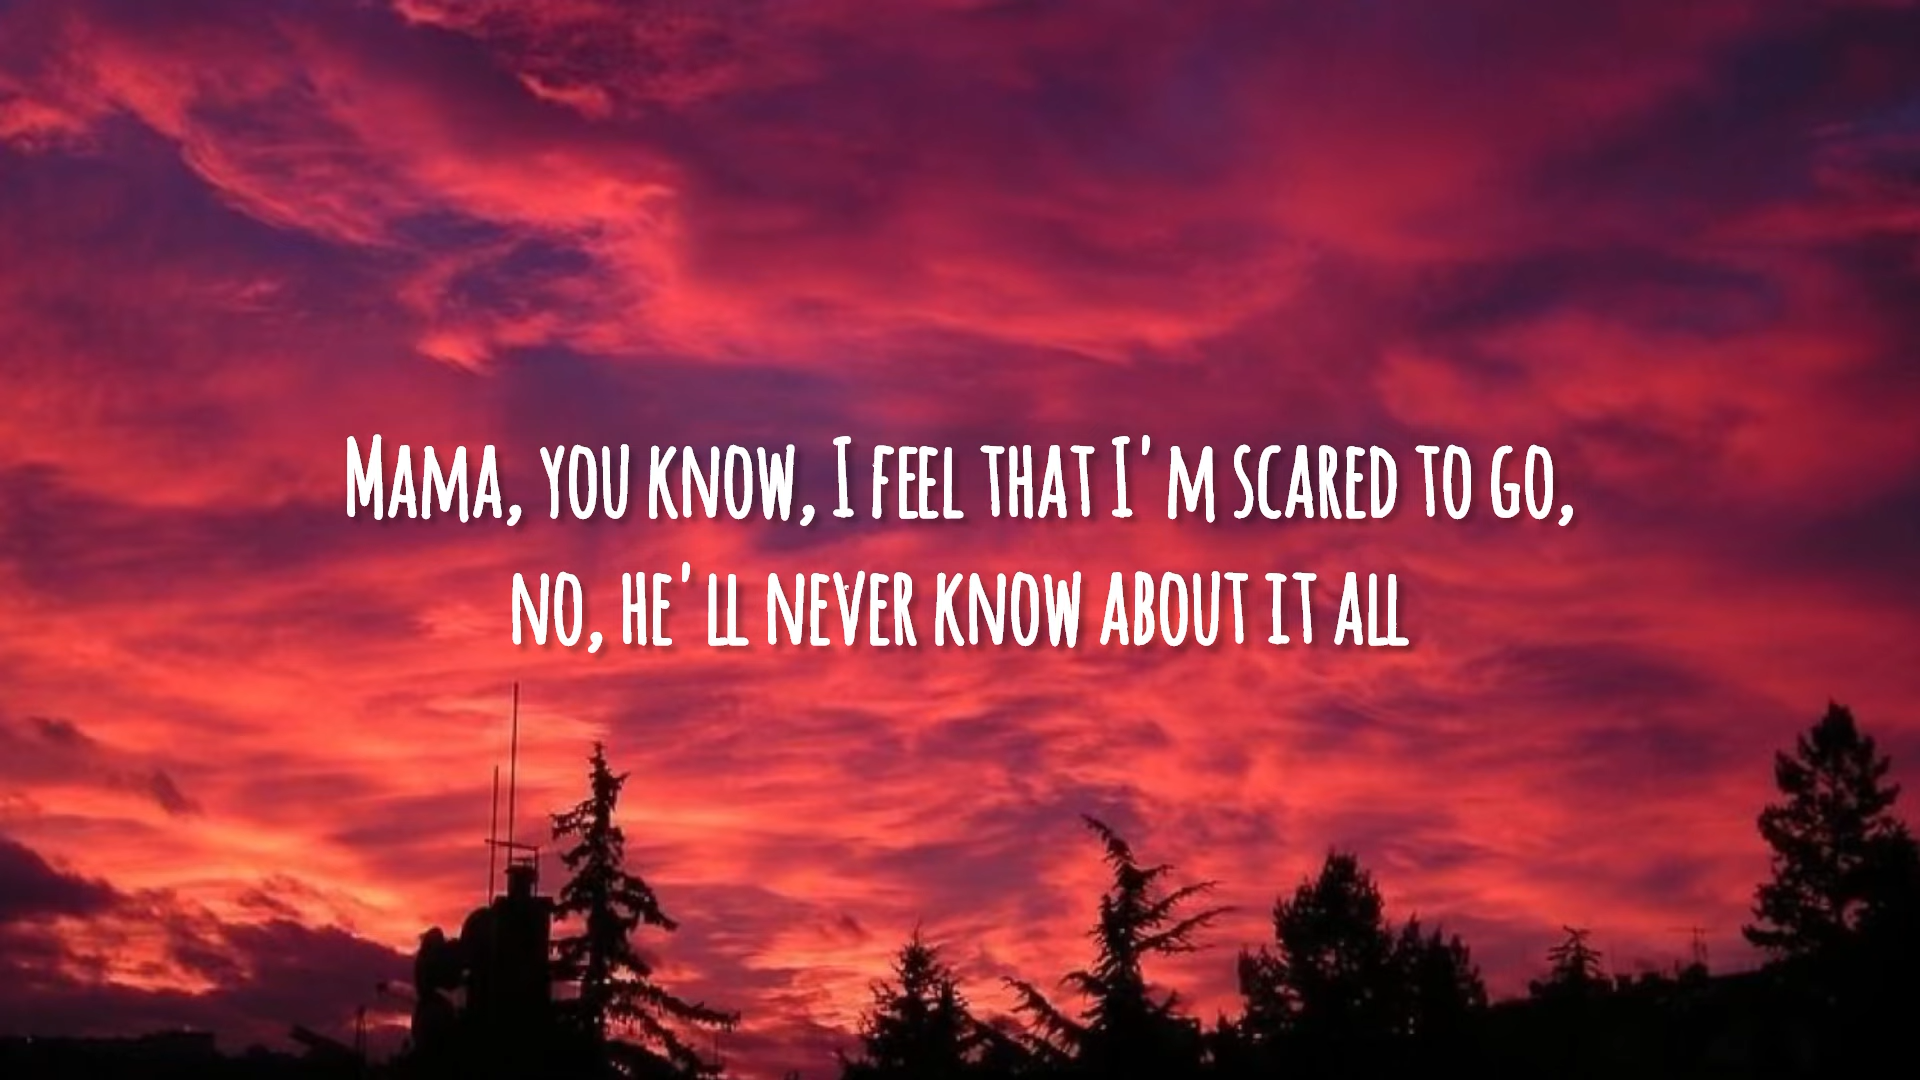 Mama, you know, I feel that I'm scared to go,
no, he'll never know about it all